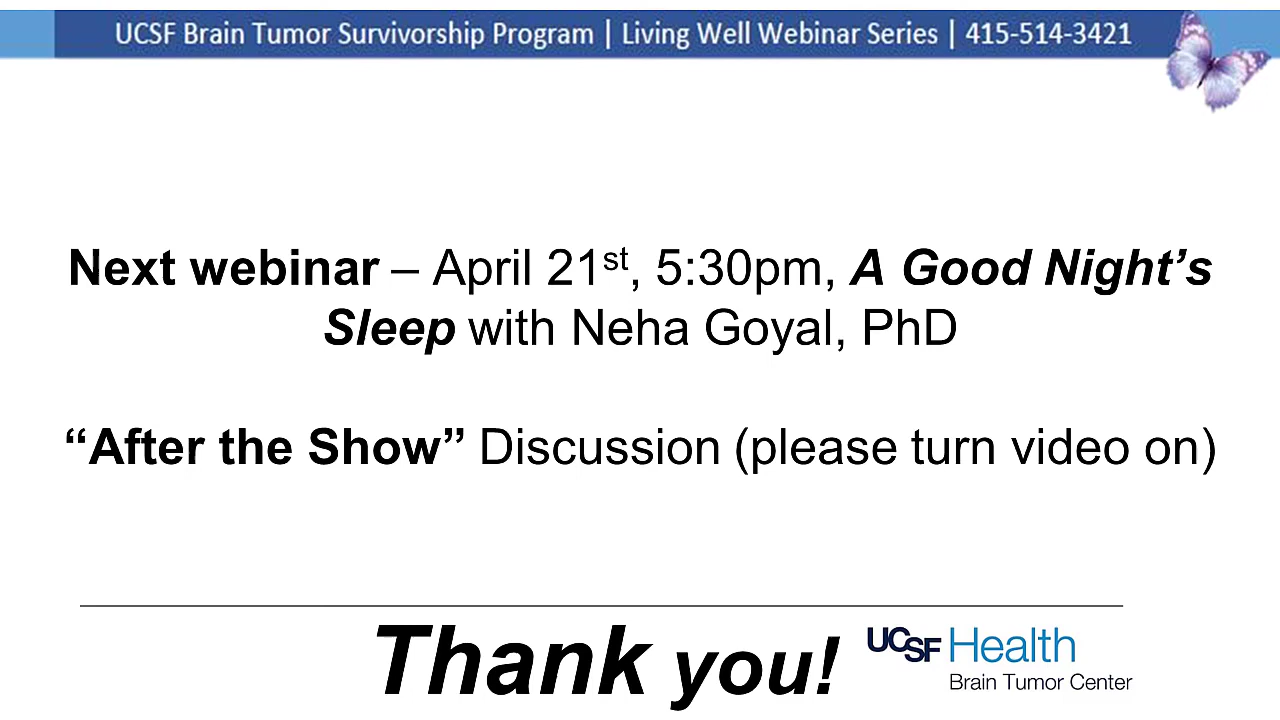 UCSF Brain Tumor Survivorship Program | Living Well Webinar Series | 415-514-3421
Next webinar – April 21st, 5:30pm, A Good Night’s
Sleep with Neha Goyal, PhD
“After the Show” Discussion (please turn video on)
Thank you!
UCSF Health
Brain Tumor Center